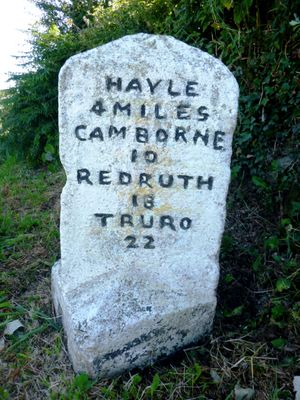 HAYLE
4 MILES
CAMBORNE
10
REDRUTH
18
TRURO
22